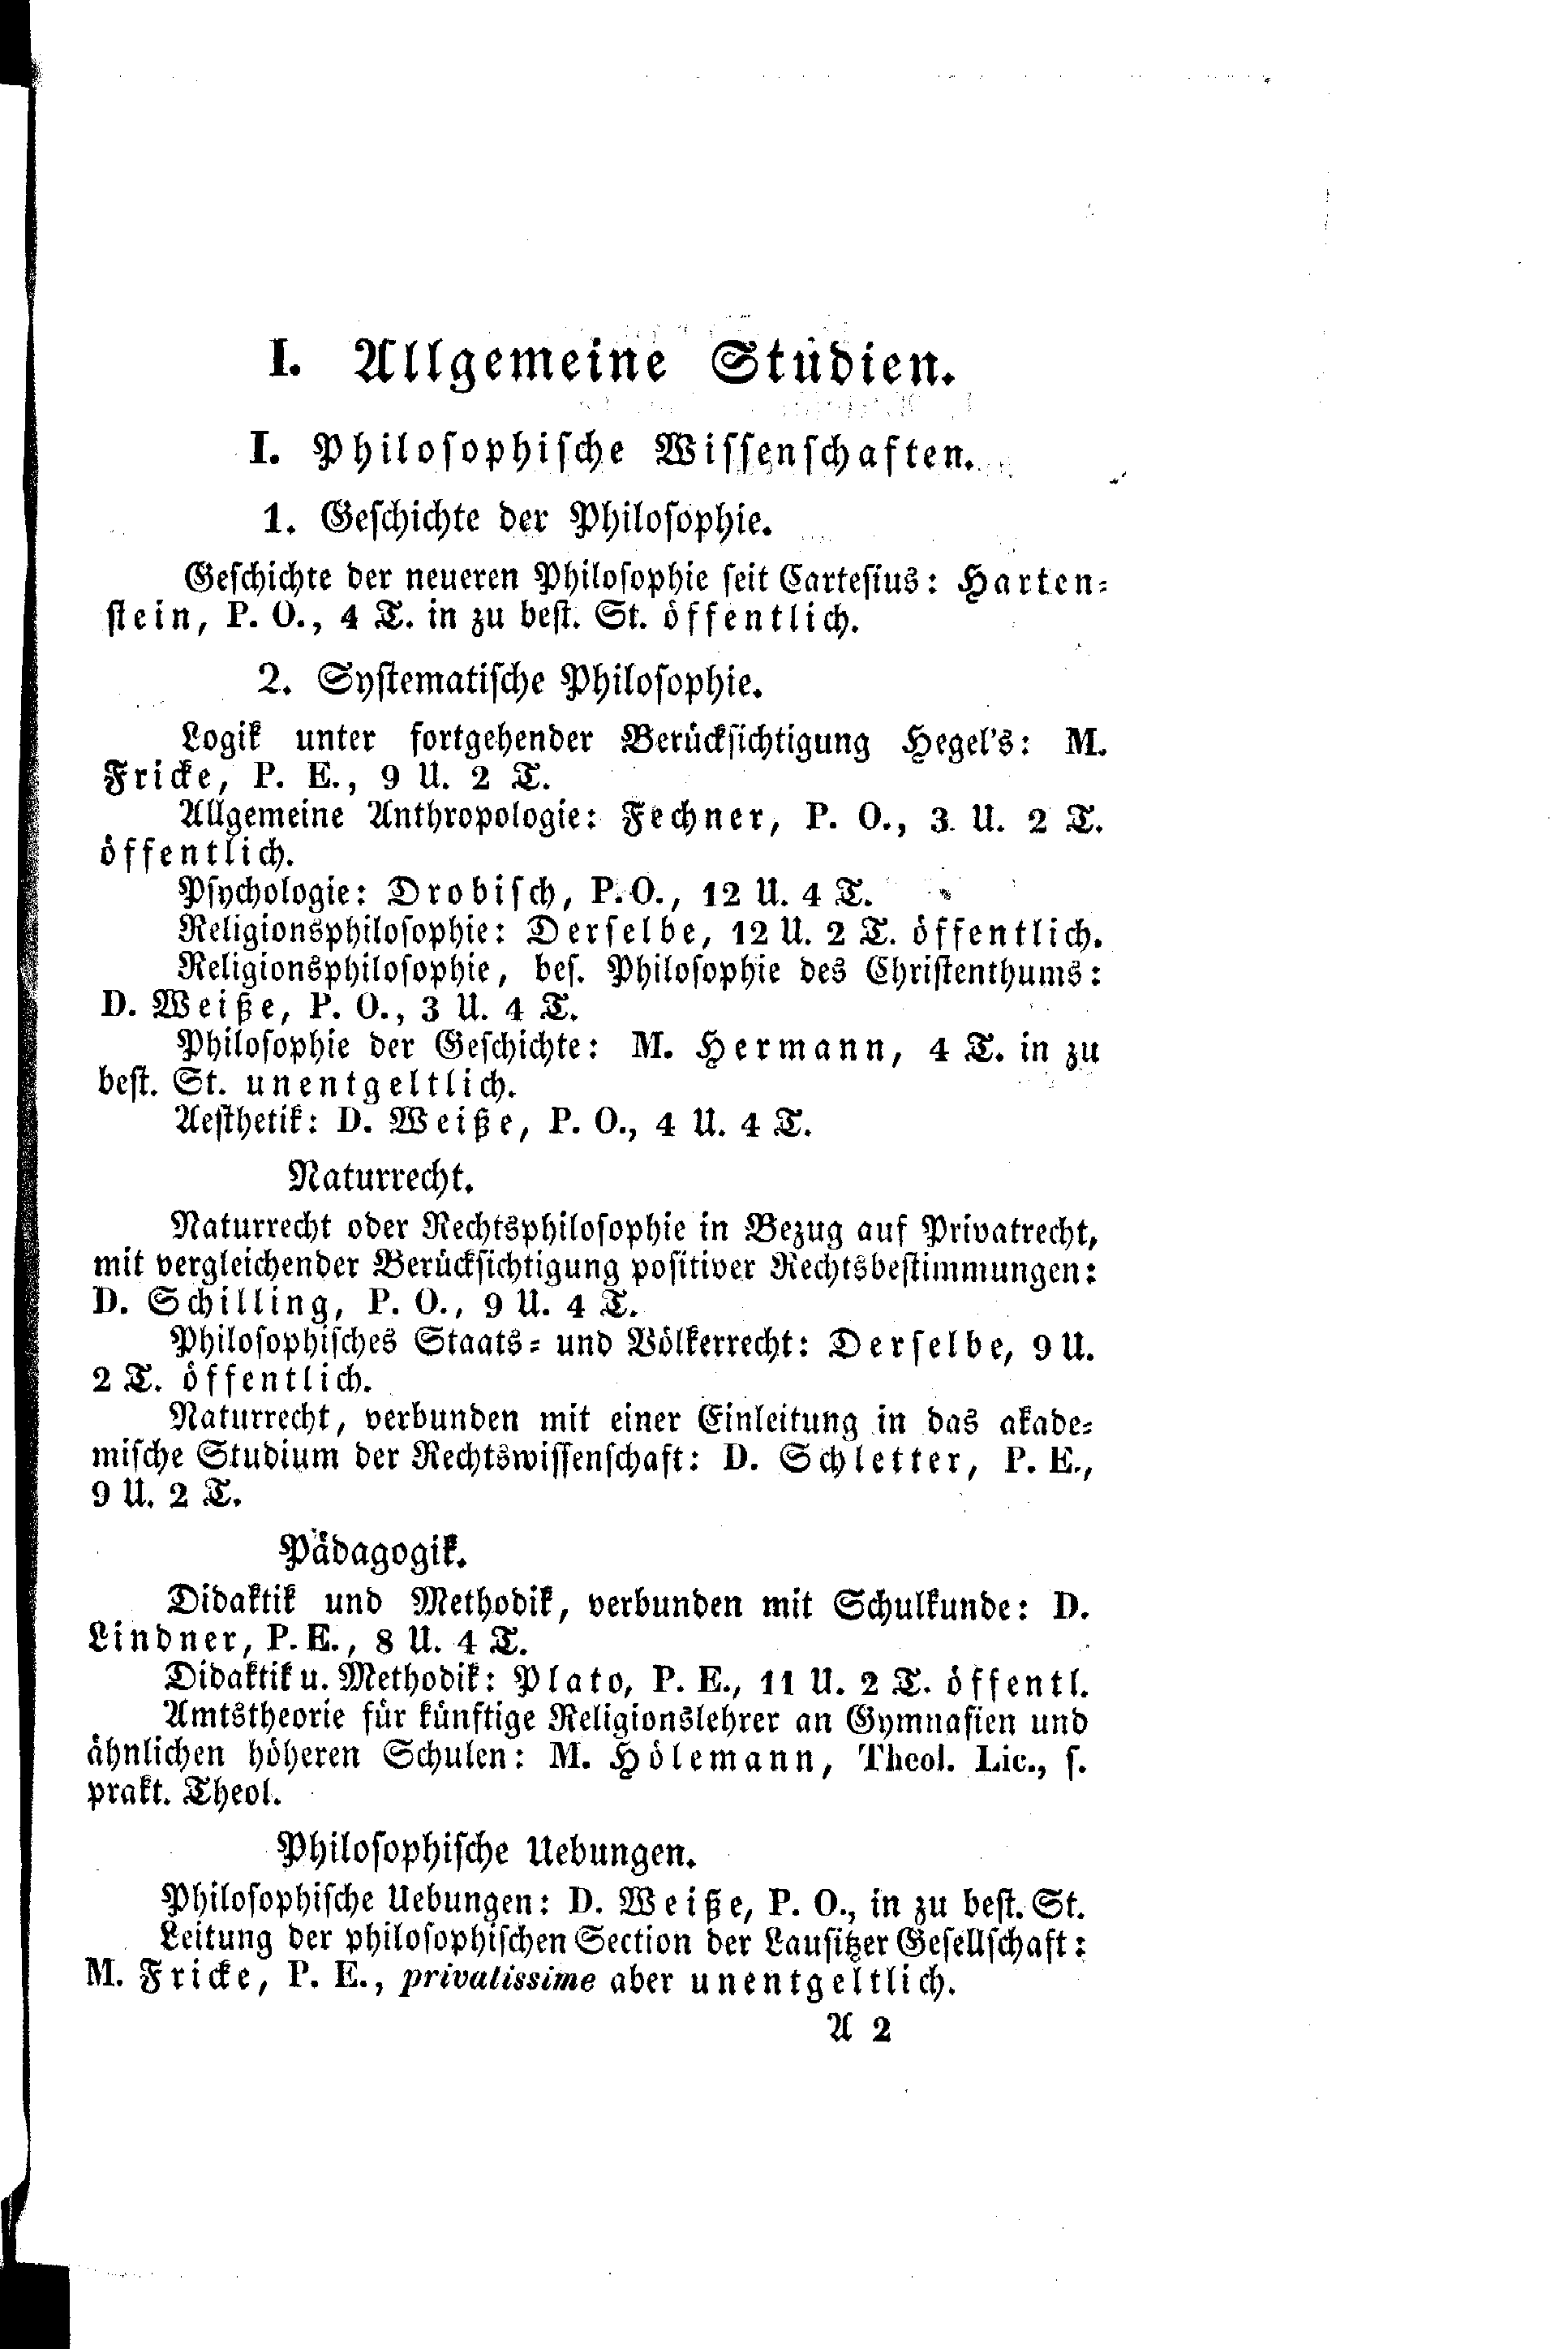 I. Allgemeine Studien.
I. Philosophische Wissenschaften.
1. Geschichte der Philosophie.
Geschichte der neueren Philosophie seit Cartesius: Harten-
stein, P. O., 4 T. in zu best. St. öffentlich.
2. Systematische Philosophie.
Logik unter fortgehender Berücksichtigung Hegel's: M.
Fricke, P. E., 9 U. 2 T.
Allgemeine Anthropologie: Fechner, P. O., 3 U. 2 T.
öffentlich.
Psychologie: Drobisch, P. O., 12 U. 4 T.
Religionsphilosophie: Derselbe, 12 U. 2 T. öffentlich.
Religionsphilosophie, bes. Philosophie des Christenthums:
D. Weiße, P. O., 3 U. 4 T.
Philosophie der Geschichte: M. Hermann, 4 T. in zu
best. St. unentgeltlich.
Aesthetik: D. Weiße, P. O., 4 U. 4 T.
Naturrecht.
Naturrecht oder Rechtsphilosophie in Bezug auf Privatrecht,
mit vergleichender Berücksichtigung positiver Rechtsbestimmungen:
D. Schilling, P. O., 9 U. 4 T.
Philosophisches Staats- und Völkerrecht: Derselbe, 9 U.
2 T. öffentlich.
Naturrecht, verbunden mit einer Einleitung in das akade-
mische Studium der Rechtswissenschaft: D. Schletter, P. E.,
9 U. 2 T.
Pädagogik.
Didaktik und Methodik, verbunden mit Schulkunde: D.
Lindner, P. E., 8 U. 4 T.
Didaktik u. Methodik: Plato, P. E., 11 U. 2 T. öffentl.
Amtstheorie für künftige Religionslehrer an Gymnasien und
ähnlichen höheren Schulen: M. Hölemann, Theol. Lic., s.
prakt. Theol.
Philosophische Uebungen.
Philosophische Uebungen: D. Weiße, P. O., in zu best. St.
Leitung der philosophischen Section der Lausitzer Gesellschaft:
M. Fricke, P. E., privatissime aber unentgeltlich.
A 2